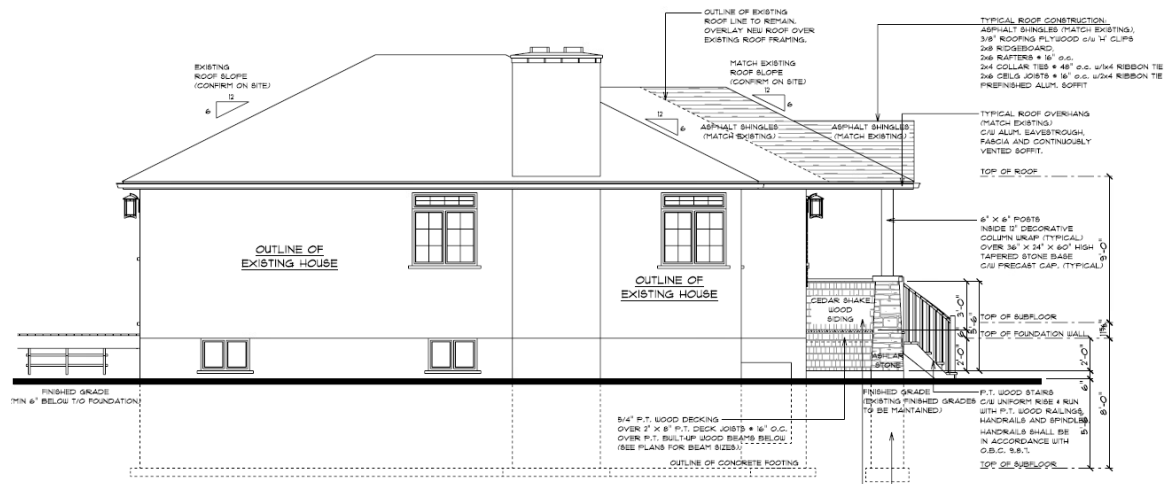 OUTLINE OF EXISTING
ROOF LINE TO REMAIN.
OVERLAY NEW ROOF OVER
EXISTING ROOF FRAMING.
TYPICAL ROOF CONSTRUCTION:
ASPHALT SHINGLES (MATCH EXISTING),
3/8" ROOFING PLYWOOD c/w 'H' CLIPS
2x8 RIDGEBOARD,
2x6 RAFTERS @ 16" o.c.
2x4 COLLAR TIES @ 48" o.c. w/1x4 RIBBON TIE
2x6 CEILG JOISTS @ 16" o.c. w/2x4 RIBBON TIE
PREFINISHED ALUM. SOFFIT
EXISTING
ROOF SLOPE
(CONFIRM ON SITE)
12
6
MATCH EXISTING
ROOF SLOPE
(CONFIRM ON SITE)
12
6
12
6
ASPHALT SHINGLES
(MATCH EXISTING)
ASPHALT SHINGLES
(MATCH EXISTING)
TYPICAL ROOF OVERHANG
(MATCH EXISTING)
C/W ALUM. EAVESTROUGH,
FASCIA AND CONTINUOUSLY
VENTED SOFFIT.
TOP OF ROOF
6" X 6" POSTS
INSIDE 12" DECORATIVE
COLUMN WRAP (TYPICAL)
OVER 36" X 24" X 60" HIGH
TAPERED STONE BASE
C/W PRECAST CAP. (TYPICAL)
9'-0"
OUTLINE OF
EXISTING HOUSE
OUTLINE OF
EXISTING HOUSE
CEDAR SHAKE
WOOD
SIDING
3'-0"
5'-6"
6"
2'-0"
TOP OF SUBFLOOR
TOP OF FOUNDATION WALL
ASHLAR
STONE
2'-0"
6"
8'-0"
FINISHED GRADE
(MIN 6" BELOW T/O FOUNDATION)
FINISHED GRADE
(EXISTING FINISHED GRADES
TO BE MAINTAINED)
P.T. WOOD STAIRS
C/W UNIFORM RISE & RUN
WITH P.T. WOOD RAILINGS,
HANDRAILS AND SPINDLES
HANDRAILS SHALL BE
IN ACCORDANCE WITH
O.B.C. 9.8.7.
5/4" P.T. WOOD DECKING
OVER 2" X 8" P.T. DECK JOISTS @ 16" O.C.
OVER P.T. BUILT-UP WOOD BEAMS BELOW
(SEE PLANS FOR BEAM SIZES)
OUTLINE OF CONCRETE FOOTING
TOP OF SUBFLOOR